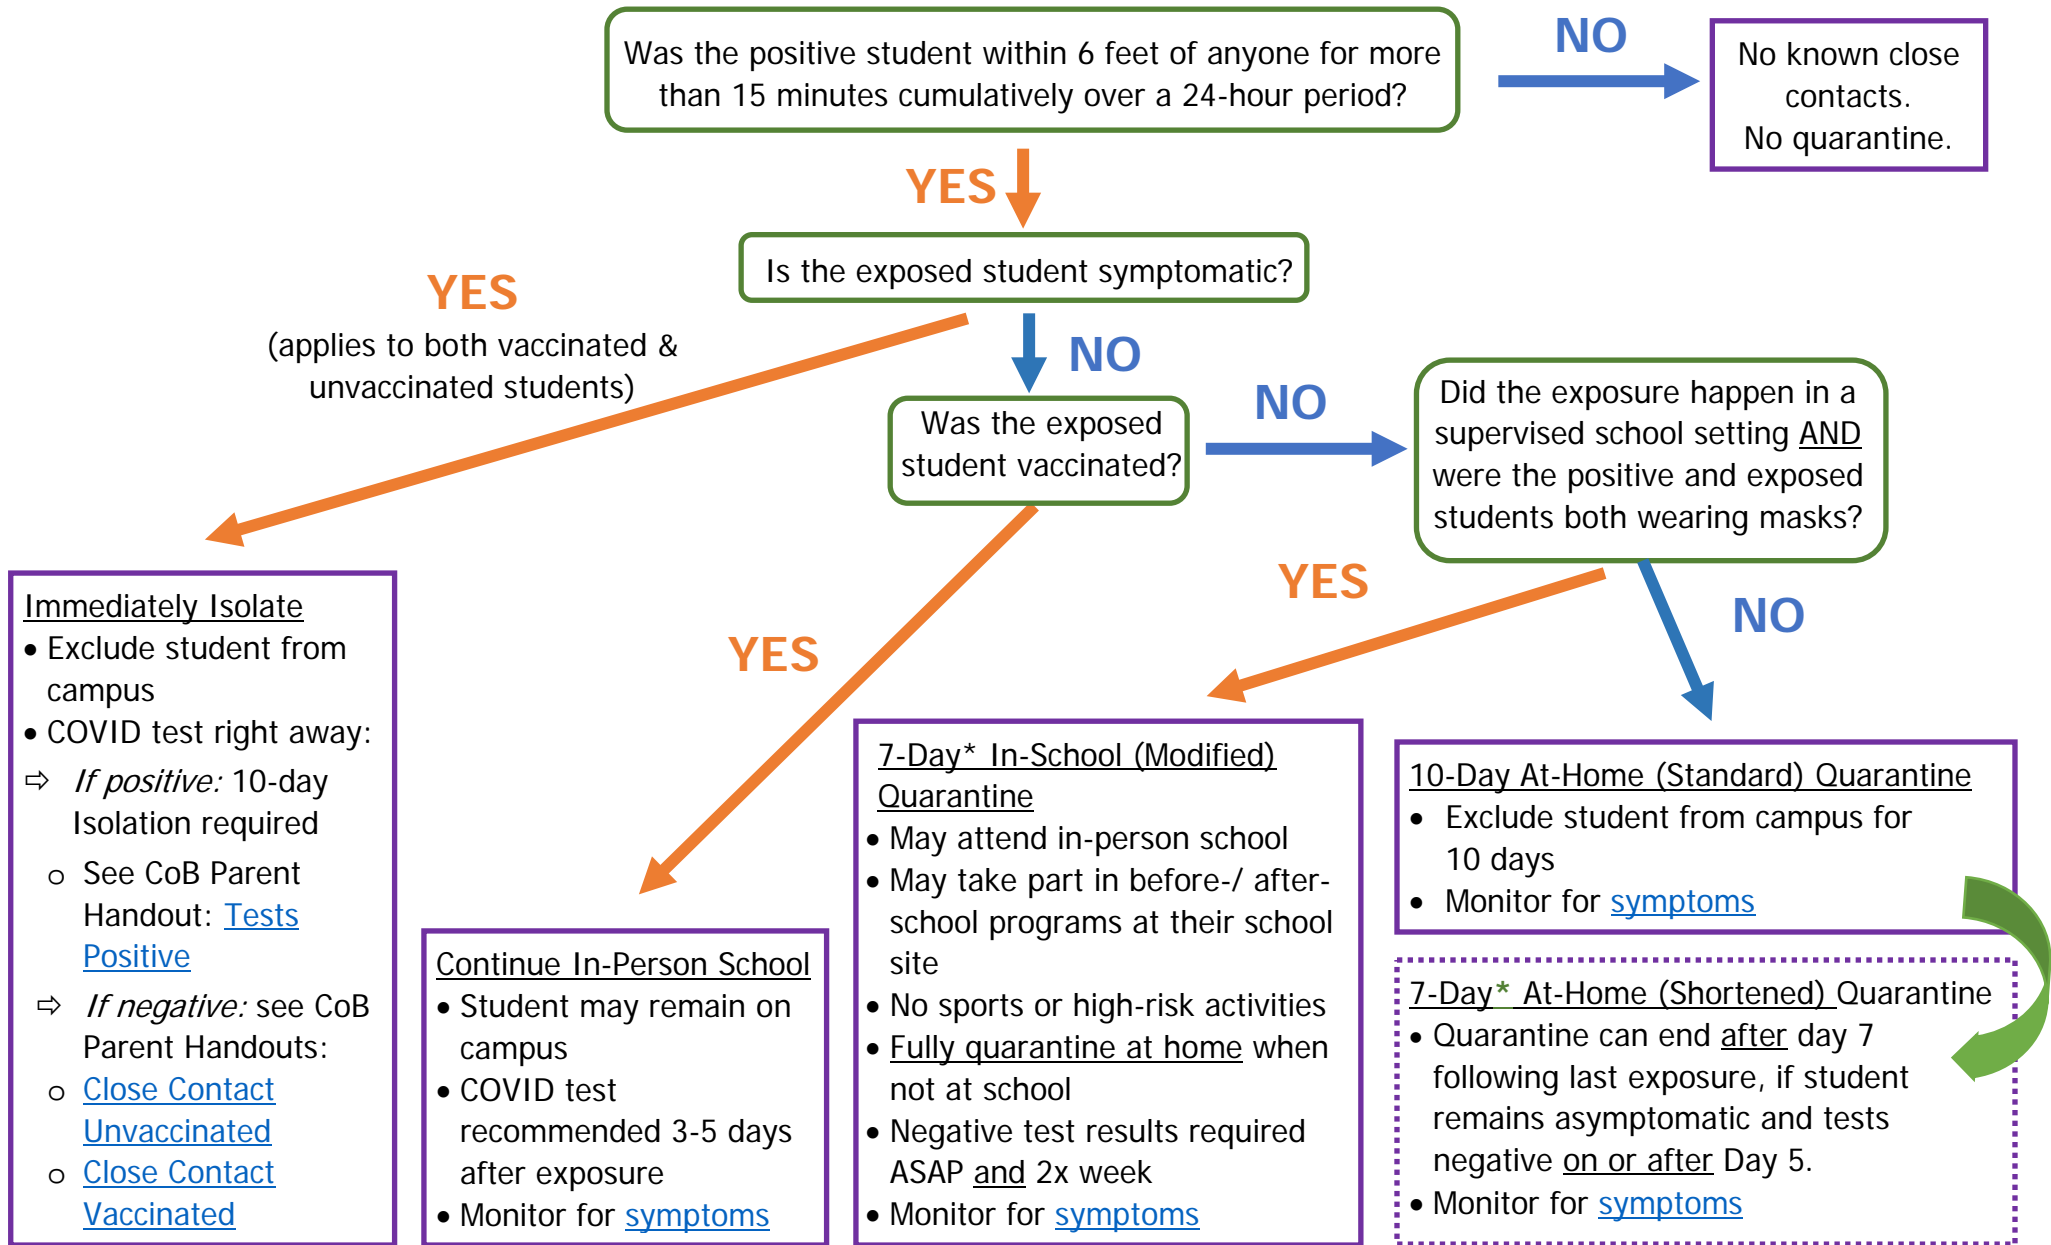 Was the positive student within 6 feet of anyone for more
than 15 minutes cumulatively over a 24-hour period?
NO
No known close
contacts.
No quarantine.
YES
Is the exposed student symptomatic?
YES
(applies to both vaccinated &
unvaccinated students)
NO
Was the exposed
student vaccinated?
NO
Did the exposure happen in a
supervised school setting AND
were the positive and exposed
students both wearing masks?
YES
YES
NO
Immediately Isolate
• Exclude student from
campus
• COVID test right away:
⇨ If positive: 10-day
Isolation required
o See CoB Parent
Handout: Tests
Positive
⇨ If negative: see CoB
Parent Handouts:
o Close Contact
Unvaccinated
o Close Contact
Vaccinated
Continue In-Person School
• Student may remain on
campus
• COVID test
recommended 3-5 days
after exposure
• Monitor for symptoms
7-Day* In-School (Modified)
Quarantine
• May attend in-person school
• May take part in before-/ after-
school programs at their school
site
• No sports or high-risk activities
• Fully quarantine at home when
not at school
• Negative test results required
ASAP and 2x week
• Monitor for symptoms
10-Day At-Home (Standard) Quarantine
• Exclude student from campus for
10 days
• Monitor for symptoms
7-Day* At-Home (Shortened) Quarantine
• Quarantine can end after day 7
following last exposure, if student
remains asymptomatic and tests
negative on or after Day 5.
• Monitor for symptoms